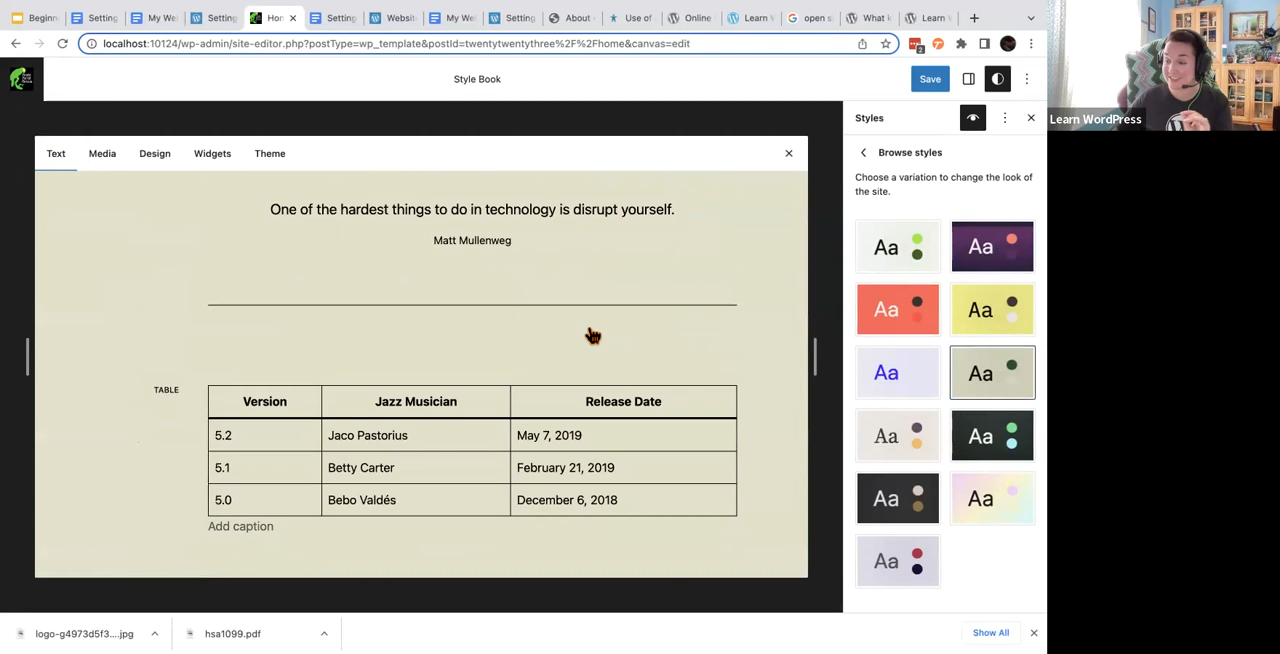 Beginn
Setting
My We
Setting
Hor
Setting
Websit
My We
Setting
About
Use of
Online
Learn V
open s
What k
Learn V
localhost:10124/wp-admin/site-editor.php?postType=wp_template&postId=twentytwentythree%2F%2Fhome&canvas=edit
2
Style Book
Save
Learn WordPress
Styles
Text
Media
Design
Widgets
Theme
Browse styles
Choose a variation to change the look of
the site.
One of the hardest things to do in technology is disrupt yourself.
Matt Mullenweg
Aa
Aa
Aa
Aa
Aa
Aa
Aa
Aa
Aa
Aa
Aa
TABLE
Version
Jazz Musician
Release Date
5.2
Jaco Pastorius
May 7, 2019
5.1
Betty Carter
February 21, 2019
5.0
Bebo Valdés
December 6, 2018
Add caption
logo-g4973d5f3....jpg
hsa1099.pdf
Show All